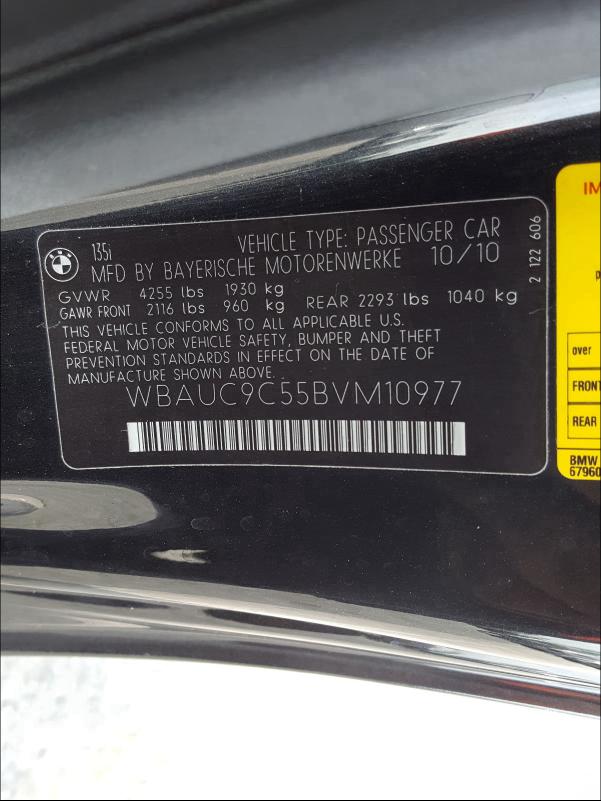 BMW
135i VEHICLE TYPE: PASSENGER CAR
MFD BY BAYERISCHE MOTORENWERKE 10/10
GVWR 4255 lbs 1930 kg
GAWR FRONT 2116 lbs 960 kg REAR 2293 lbs 1040 kg
THIS VEHICLE CONFORMS TO ALL APPLICABLE U.S.
FEDERAL MOTOR VEHICLE SAFETY, BUMPER AND THEFT
PREVENTION STANDARDS IN EFFECT ON THE DATE OF
MANUFACTURE SHOWN ABOVE.
WBAUC9C55BVM10977
2 122 606
over
FRONT
REAR
BMW
67960